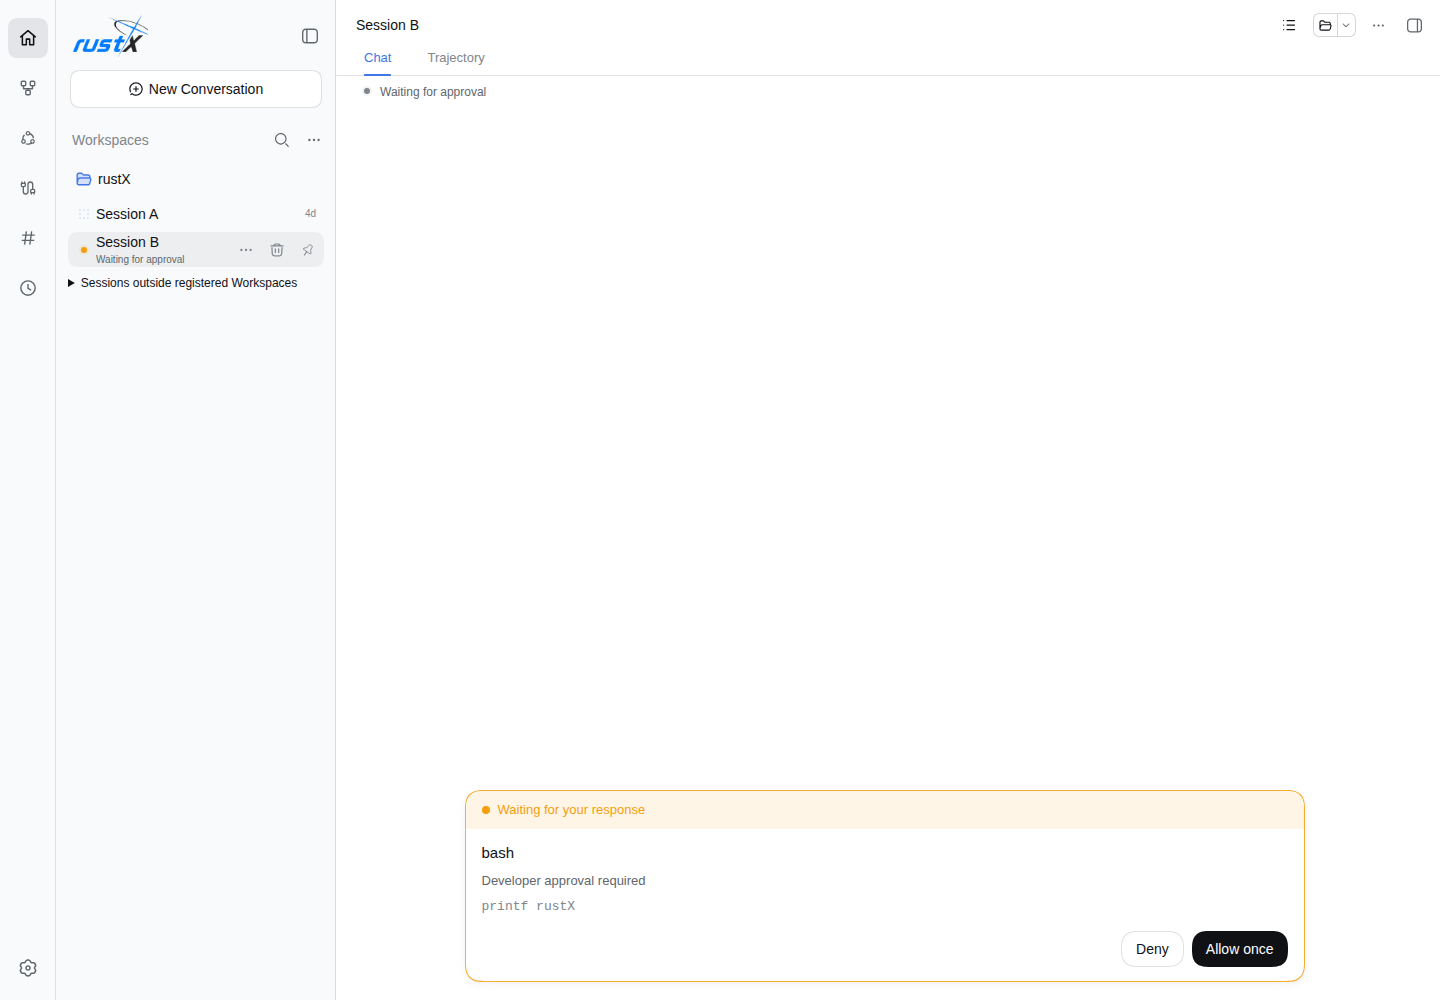 rustX
New Conversation
Workspaces
rustX
Session A
4d
Session B
Waiting for approval
Sessions outside registered Workspaces
Session B
Chat
Trajectory
Waiting for approval
Waiting for your response
bash
Developer approval required
printf rustX
Deny
Allow once